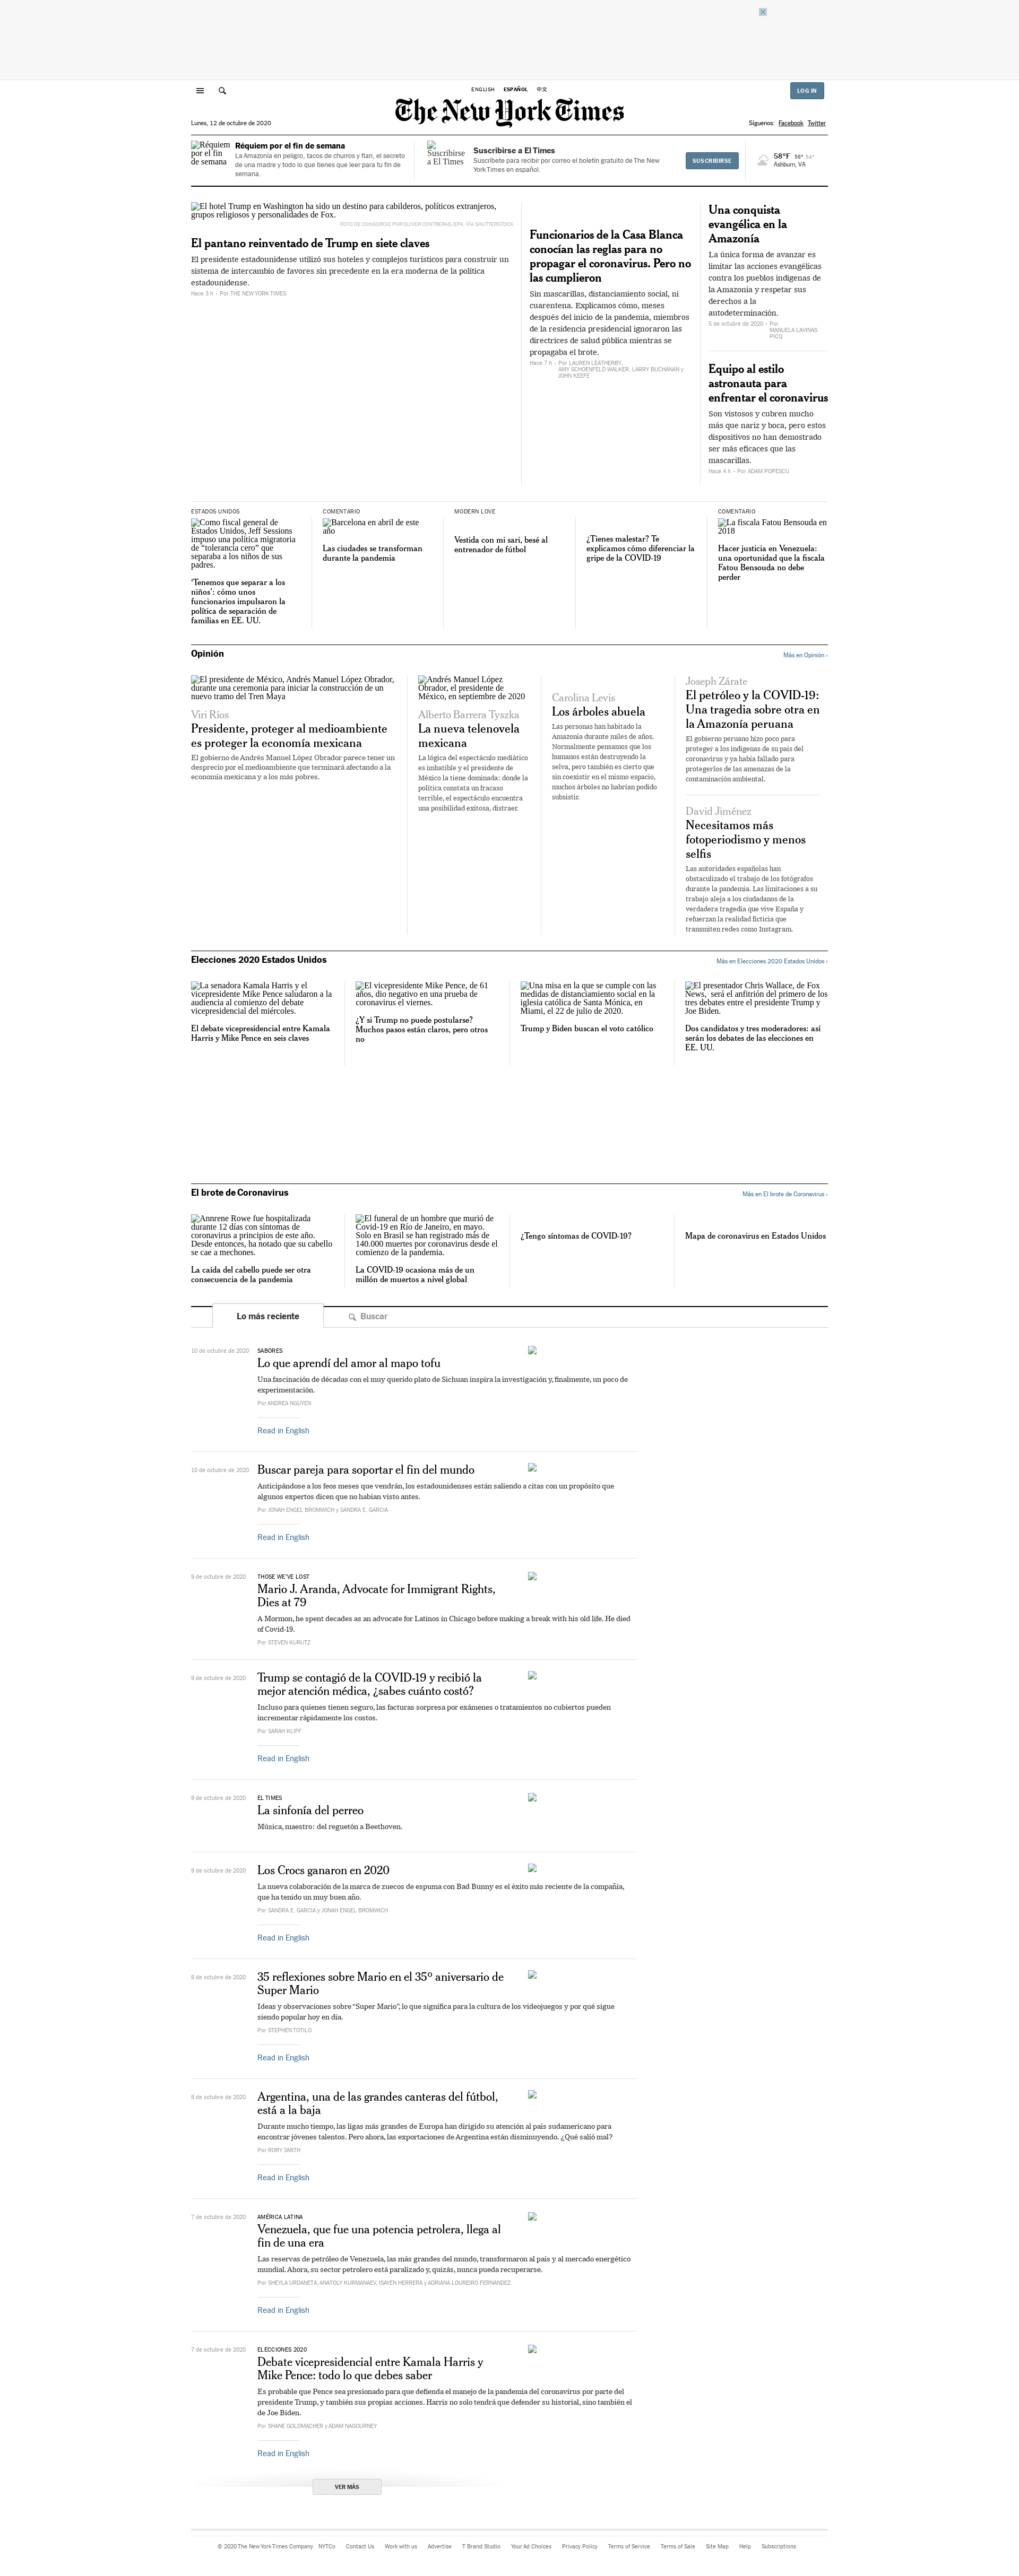 ENGLISH ESPAÑOL 中文
LOG IN
The New York Times
Lunes, 12 de octubre de 2020
Síguenos: Facebook Twitter
Réquiem
por el fin
de semana
Réquiem por el fin de semana
La Amazonía en peligro, tacos de churros y flan, el secreto
de una madre y todo lo que tienes que leer para tu fin de
semana.
Suscribirse
a El Times
Suscribirse a El Times
Suscríbete para recibir por correo el boletín gratuito de The New
York Times en español.
SUSCRIBIRSE
58°F 58° 54°
Ashburn, VA
El hotel Trump en Washington ha sido un destino para cabilderos, políticos extranjeros,
grupos religiosos y personalidades de Fox.
FOTO DE CONSORCIO POR OLIVER CONTRERAS/EPA, VÍA SHUTTERSTOCK
El pantano reinventado de Trump en siete claves
El presidente estadounidense utilizó sus hoteles y complejos turísticos para construir un
sistema de intercambio de favores sin precedente en la era moderna de la política
estadounidense.
Hace 3 h • Por THE NEW YORK TIMES
Funcionarios de la Casa Blanca
conocían las reglas para no
propagar el coronavirus. Pero no
las cumplieron
Sin mascarillas, distanciamiento social, ni
cuarentena. Explicamos cómo, meses
después del inicio de la pandemia, miembros
de la residencia presidencial ignoraron las
directrices de salud pública mientras se
propagaba el brote.
Hace 7 h • Por LAUREN LEATHERBY,
AMY SCHOENFELD WALKER, LARRY BUCHANAN y
JOHN KEEFE
Una conquista
evangélica en la
Amazonía
La única forma de avanzar es
limitar las acciones evangélicas
contra los pueblos indígenas de
la Amazonía y respetar sus
derechos a la
autodeterminación.
5 de octubre de 2020 • Por
MANUELA LAVINAS
PICQ
Equipo al estilo
astronauta para
enfrentar el coronavirus
Son vistosos y cubren mucho
más que nariz y boca, pero estos
dispositivos no han demostrado
ser más eficaces que las
mascarillas.
Hace 4 h • Por ADAM POPESCU
ESTADOS UNIDOS
Como fiscal general de
Estados Unidos, Jeff Sessions
impuso una política migratoria
de "tolerancia cero" que
separaba a los niños de sus
padres.
'Tenemos que separar a los
niños': cómo unos
funcionarios impulsaron la
política de separación de
familias en EE. UU.
COMENTARIO
Barcelona en abril de este
año
Las ciudades se transforman
durante la pandemia
MODERN LOVE
Vestida con mi sari, besé al
entrenador de fútbol
¿Tienes malestar? Te
explicamos cómo diferenciar la
gripe de la COVID-19
COMENTARIO
La fiscala Fatou Bensouda en
2018
Hacer justicia en Venezuela:
una oportunidad que la fiscala
Fatou Bensouda no debe
perder
Opinión
Más en Opinión ›
El presidente de México, Andrés Manuel López Obrador,
durante una ceremonia para iniciar la construcción de un
nuevo tramo del Tren Maya
Viri Ríos
Presidente, proteger al medioambiente
es proteger la economía mexicana
El gobierno de Andrés Manuel López Obrador parece tener un
desprecio por el medioambiente que terminará afectando a la
economía mexicana y a los más pobres.
Andrés Manuel López
Obrador, el presidente de
México, en septiembre de 2020
Alberto Barrera Tyszka
La nueva telenovela
mexicana
La lógica del espectáculo mediático
es imbatible y el presidente de
México la tiene dominada: donde la
política constata un fracaso
terrible, el espectáculo encuentra
una posibilidad exitosa, distraer.
Carolina Levis
Los árboles abuela
Las personas han habitado la
Amazonía durante miles de años.
Normalmente pensamos que los
humanos están destruyendo la
selva, pero también es cierto que
sin coexistir en el mismo espacio,
muchos árboles no habrían podido
subsistir.
Joseph Zárate
El petróleo y la COVID-19:
Una tragedia sobre otra en
la Amazonía peruana
El gobierno peruano hizo poco para
proteger a los indígenas de su país del
coronavirus y ya había fallado para
protegerlos de las amenazas de la
contaminación ambiental.
David Jiménez
Necesitamos más
fotoperiodismo y menos
selfis
Las autoridades españolas han
obstaculizado el trabajo de los fotógrafos
durante la pandemia. Las limitaciones a su
trabajo aleja a los ciudadanos de la
verdadera tragedia que vive España y
refuerzan la realidad ficticia que
transmiten redes como Instagram.
Elecciones 2020 Estados Unidos
Más en Elecciones 2020 Estados Unidos ›
La senadora Kamala Harris y el
vicepresidente Mike Pence saludaron a la
audiencia al comienzo del debate
vicepresidencial del miércoles.
El debate vicepresidencial entre Kamala
Harris y Mike Pence en seis claves
El vicepresidente Mike Pence, de 61
años, dio negativo en una prueba de
coronavirus el viernes.
¿Y si Trump no puede postularse?
Muchos pasos están claros, pero otros
no
Una misa en la que se cumple con las
medidas de distanciamiento social en la
iglesia católica de Santa Mónica, en
Miami, el 22 de julio de 2020.
Trump y Biden buscan el voto católico
El presentador Chris Wallace, de Fox
News, será el anfitrión del primero de los
tres debates entre el presidente Trump y
Joe Biden.
Dos candidatos y tres moderadores: así
serán los debates de las elecciones en
EE. UU.
El brote de Coronavirus
Más en El brote de Coronavirus ›
Annrene Rowe fue hospitalizada
durante 12 días con síntomas de
coronavirus a principios de este año.
Desde entonces, ha notado que su cabello
se cae a mechones.
La caída del cabello puede ser otra
consecuencia de la pandemia
El funeral de un hombre que murió de
Covid-19 en Río de Janeiro, en mayo.
Solo en Brasil se han registrado más de
140.000 muertes por coronavirus desde el
comienzo de la pandemia.
La COVID-19 ocasiona más de un
millón de muertos a nivel global
¿Tengo síntomas de COVID-19?
Mapa de coronavirus en Estados Unidos
Lo más reciente
Buscar
10 de octubre de 2020
SABORES
Lo que aprendí del amor al mapo tofu
Una fascinación de décadas con el muy querido plato de Sichuan inspira la investigación y, finalmente, un poco de
experimentación.
Por ANDREA NGUYEN
Read in English
10 de octubre de 2020
Buscar pareja para soportar el fin del mundo
Anticipándose a los feos meses que vendrán, los estadounidenses están saliendo a citas con un propósito que
algunos expertos dicen que no habían visto antes.
Por JONAH ENGEL BROMWICH y SANDRA E. GARCIA
Read in English
9 de octubre de 2020
THOSE WE'VE LOST
Mario J. Aranda, Advocate for Immigrant Rights,
Dies at 79
A Mormon, he spent decades as an advocate for Latinos in Chicago before making a break with his old life. He died
of Covid-19.
Por STEVEN KURUTZ
9 de octubre de 2020
Trump se contagió de la COVID-19 y recibió la
mejor atención médica, ¿sabes cuánto costó?
Incluso para quienes tienen seguro, las facturas sorpresa por exámenes o tratamientos no cubiertos pueden
incrementar rápidamente los costos.
Por SARAH KLIFF
Read in English
9 de octubre de 2020
EL TIMES
La sinfonía del perreo
Música, maestro: del reguetón a Beethoven.
9 de octubre de 2020
Los Crocs ganaron en 2020
La nueva colaboración de la marca de zuecos de espuma con Bad Bunny es el éxito más reciente de la compañía,
que ha tenido un muy buen año.
Por SANDRA E. GARCIA y JONAH ENGEL BROMWICH
Read in English
8 de octubre de 2020
35 reflexiones sobre Mario en el 35º aniversario de
Super Mario
Ideas y observaciones sobre "Super Mario", lo que significa para la cultura de los videojuegos y por qué sigue
siendo popular hoy en día.
Por STEPHEN TOTILO
Read in English
8 de octubre de 2020
Argentina, una de las grandes canteras del fútbol,
está a la baja
Durante mucho tiempo, las ligas más grandes de Europa han dirigido su atención al país sudamericano para
encontrar jóvenes talentos. Pero ahora, las exportaciones de Argentina están disminuyendo. ¿Qué salió mal?
Por RORY SMITH
Read in English
7 de octubre de 2020
AMÉRICA LATINA
Venezuela, que fue una potencia petrolera, llega al
fin de una era
Las reservas de petróleo de Venezuela, las más grandes del mundo, transformaron al país y al mercado energético
mundial. Ahora, su sector petrolero está paralizado y, quizás, nunca pueda recuperarse.
Por SHEYLA URDANETA, ANATOLY KURMANAEV, ISAYEN HERRERA y ADRIANA LOUREIRO FERNANDEZ
Read in English
7 de octubre de 2020
ELECCIONES 2020
Debate vicepresidencial entre Kamala Harris y
Mike Pence: todo lo que debes saber
Es probable que Pence sea presionado para que defienda el manejo de la pandemia del coronavirus por parte del
presidente Trump, y también sus propias acciones. Harris no solo tendrá que defender su historial, sino también el
de Joe Biden.
Por SHANE GOLDMACHER y ADAM NAGOURNEY
Read in English
VER MÁS
© 2020 The New York Times Company NYTCo Contact Us Work with us Advertise T Brand Studio Your Ad Choices Privacy Policy Terms of Service Terms of Sale Site Map Help Subscriptions